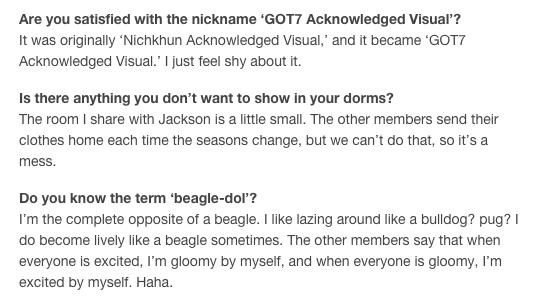 Are you satisfied with the nickname ‘GOT7 Acknowledged Visual’?
It was originally ‘Nichkhun Acknowledged Visual,’ and it became ‘GOT7
Acknowledged Visual.’ I just feel shy about it.
Is there anything you don’t want to show in your dorms?
The room I share with Jackson is a little small. The other members send their
clothes home each time the seasons change, but we can’t do that, so it’s a
mess.
Do you know the term ‘beagle-dol’?
I’m the complete opposite of a beagle. I like lazing around like a bulldog? pug? I
do become lively like a beagle sometimes. The other members say that when
everyone is excited, I’m gloomy by myself, and when everyone is gloomy, I’m
excited by myself. Haha.